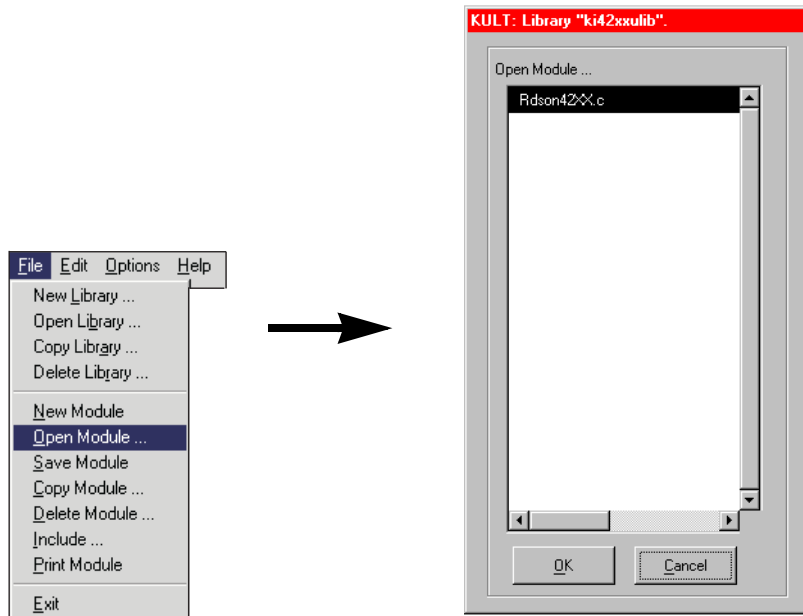 File Edit Options Help
New Library ...
Open Library ...
Copy Library ...
Delete Library ...
New Module
Open Module ...
Save Module
Copy Module ...
Delete Module ...
Include ...
Print Module
Exit
KULT: Library "ki42xxulib".
Open Module ...
Rdson42XX.c
OK Cancel